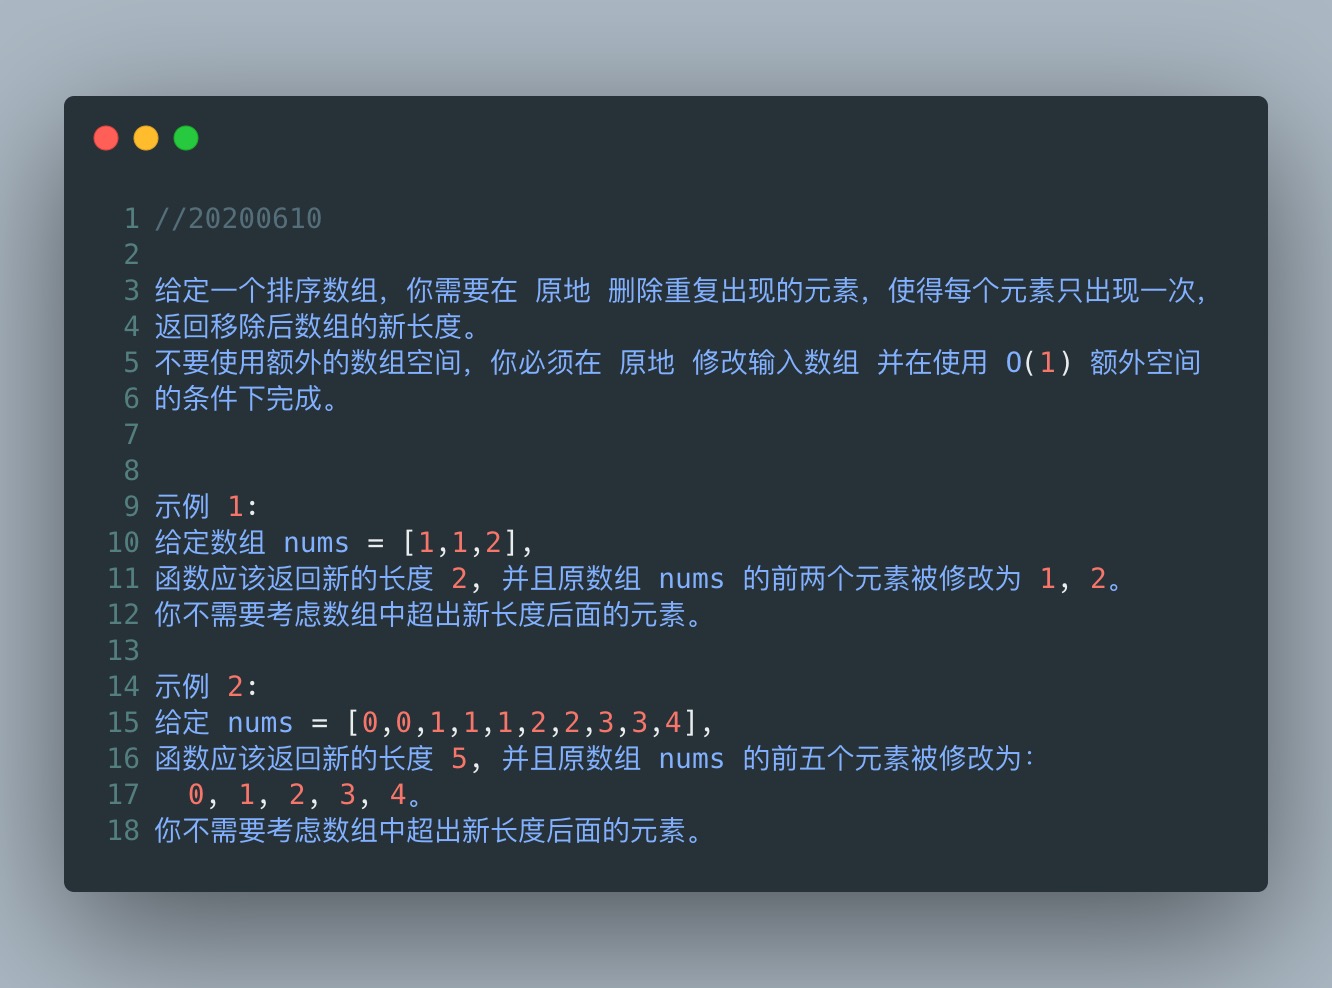 1 //20200610
2
3 给定一个排序数组，你需要在 原地 删除重复出现的元素，使得每个元素只出现一次，
4 返回移除后数组的新长度。
5 不要使用额外的数组空间，你必须在 原地 修改输入数组 并在使用 O(1) 额外空间
6 的条件下完成。
7
8
9 示例 1:
10 给定数组 nums = [1,1,2],
11 函数应该返回新的长度 2, 并且原数组 nums 的前两个元素被修改为 1, 2。
12 你不需要考虑数组中超出新长度后面的元素。
13
14 示例 2:
15 给定 nums = [0,0,1,1,1,2,2,3,3,4],
16 函数应该返回新的长度 5, 并且原数组 nums 的前五个元素被修改为：
17   0, 1, 2, 3, 4。
18 你不需要考虑数组中超出新长度后面的元素。